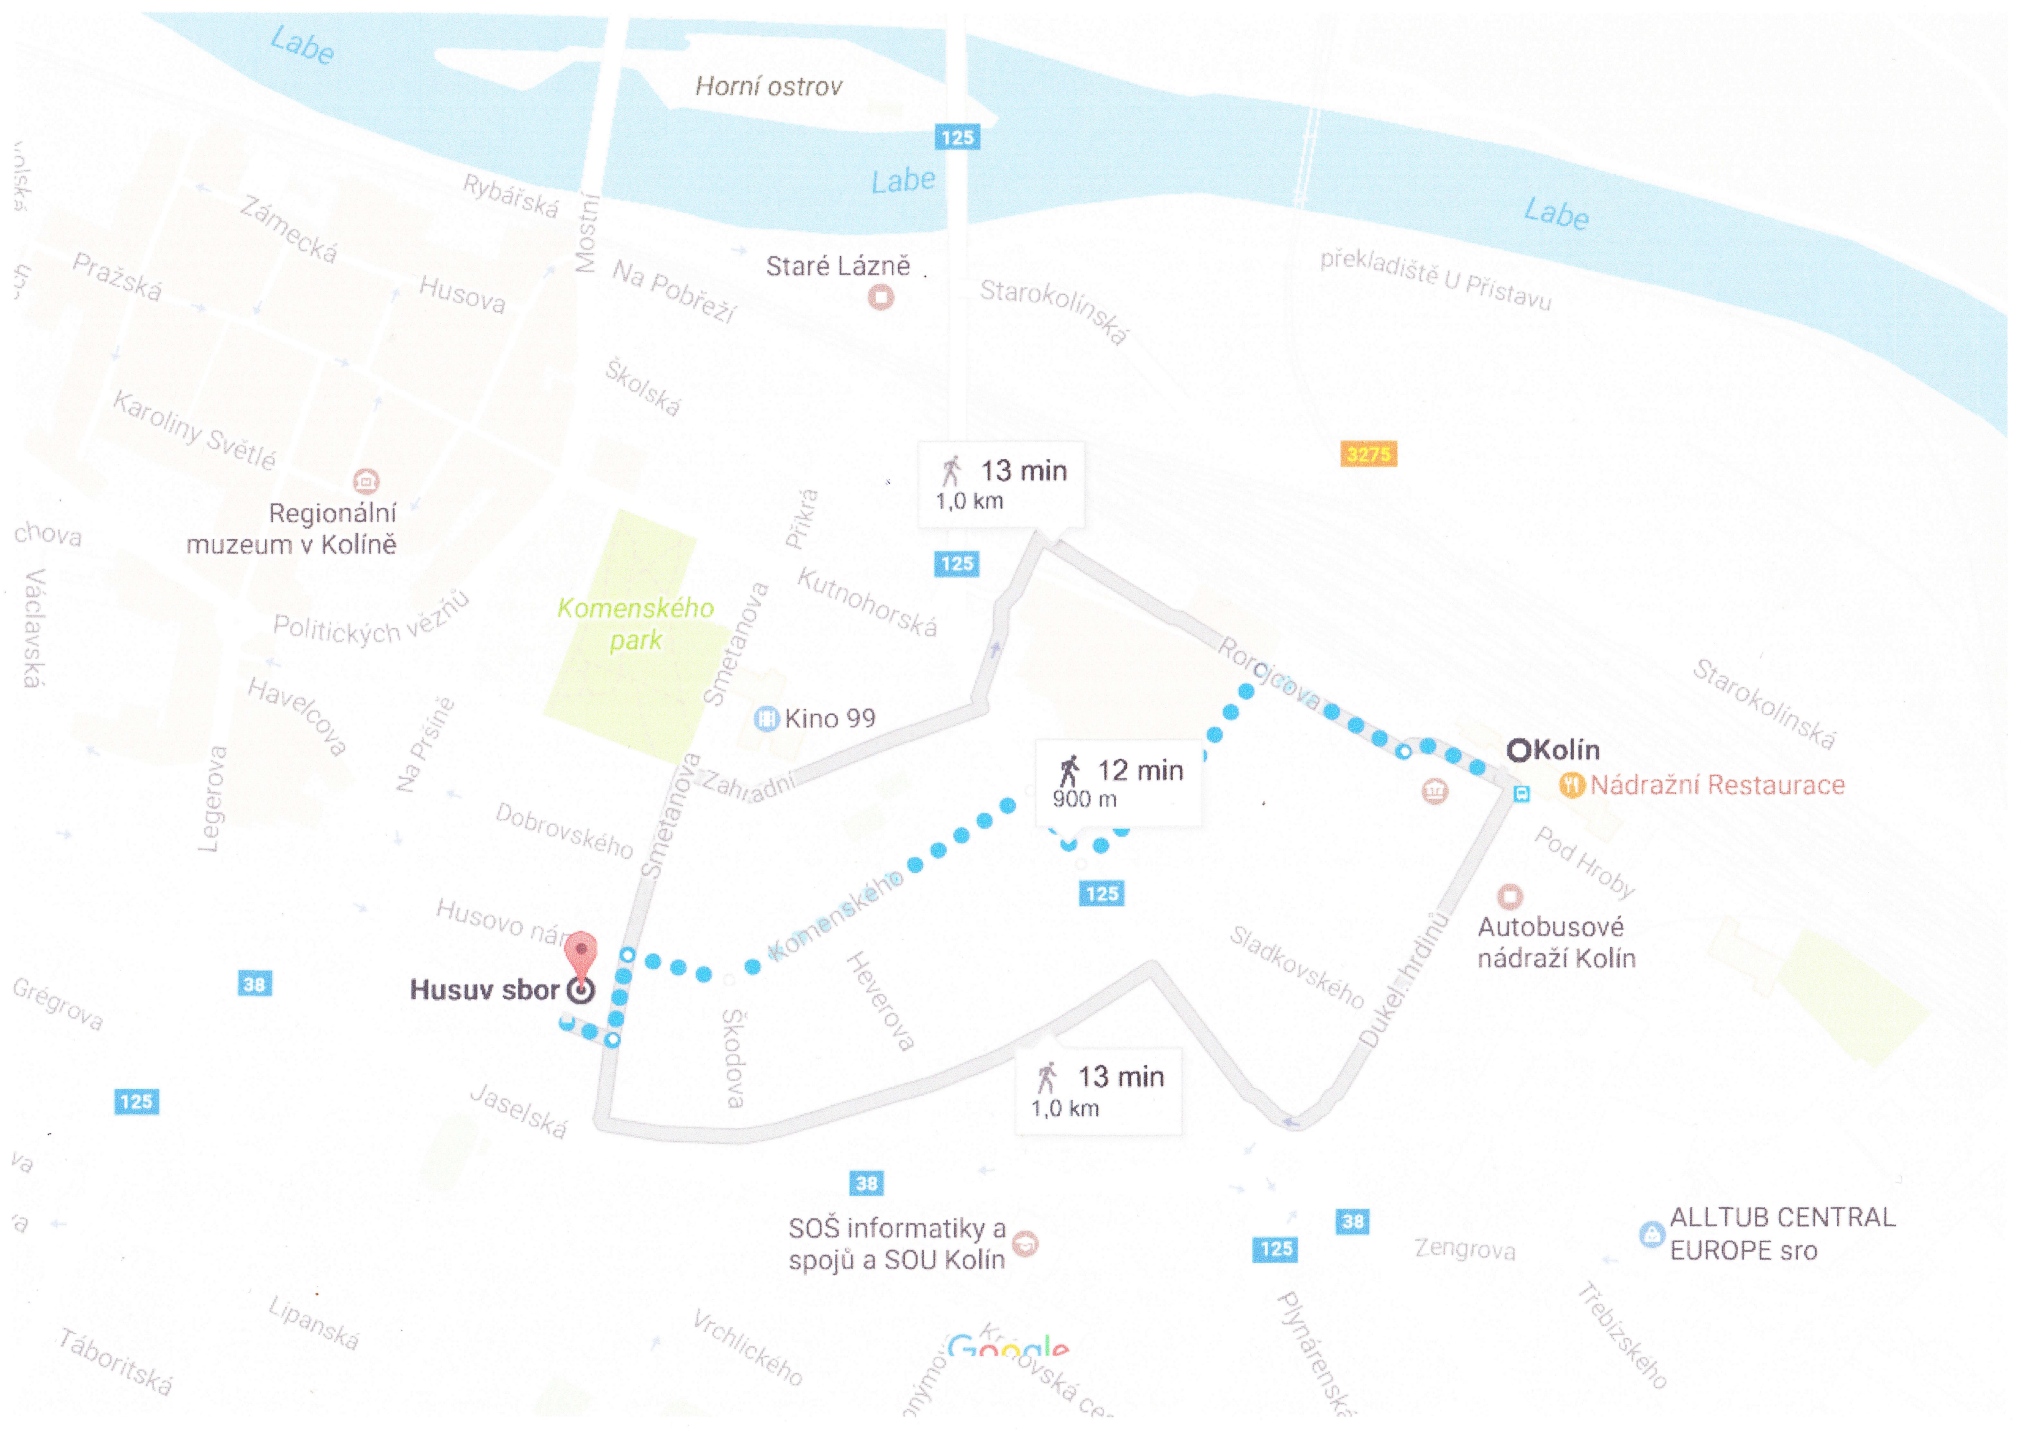 Labe
Horní ostrov
125
Labe
Labe
Rybářská
Zámecká
Mostní
Pražská
Husova
Na Pobřeží
Staré Lázně
Starokolínská
překladiště U Přístavu
Školská
Karoliny Světlé
3275
13 min
1,0 km
Regionální
muzeum v Kolíně
Přikrá
chova
Václavská
125
Kutnohorská
Komenského
park
Politických vězňů
Smetanova
Rorejcova
Starokolínská
Havelcova
Na Pršíně
Kino 99
Kolín
Nádražní Restaurace
Legerova
Zahradní
12 min
900 m
Dobrovského
Smetanova
Pod Hroby
Komenského
125
Husovo nám
Autobusové
nádraží Kolín
Sladkovského
Dukel. hrdinů
Husuv sbor
38
Heverova
Grégrova
Škodova
13 min
1,0 km
125
Jaselská
va
38
SOŠ informatiky a
spojů a SOU Kolín
38
125
Zengrova
ALLTUB CENTRAL
EUROPE sro
Lipanská
Táboritská
Vrchlického
Google
Plynárenská
Třebízského